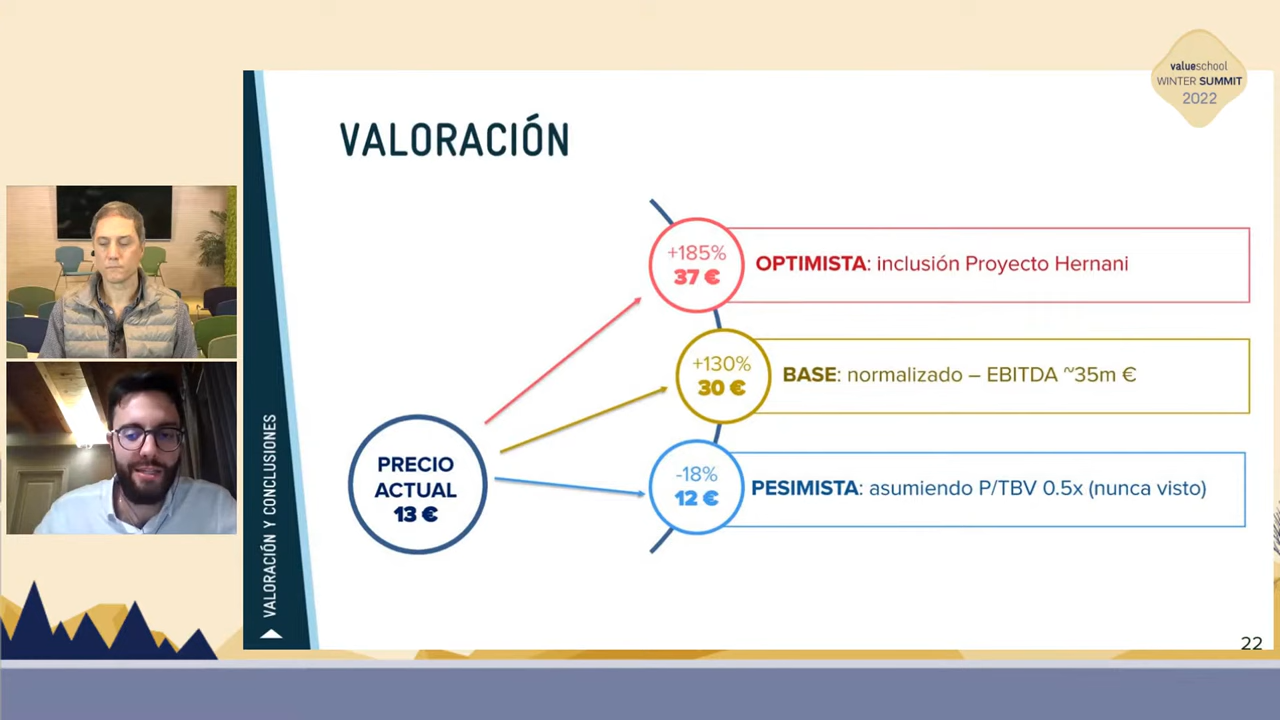 valueschool
WINTER SUMMIT
2022
VALORACIÓN
+185%
37 €
OPTIMISTA: inclusión Proyecto Hernani
+130%
30 €
BASE: normalizado – EBITDA ~35m €
PRECIO
ACTUAL
13 €
-18%
12 €
PESIMISTA: asumiendo P/TBV 0.5x (nunca visto)
VALORACIÓN Y CONCLUSIONES
22